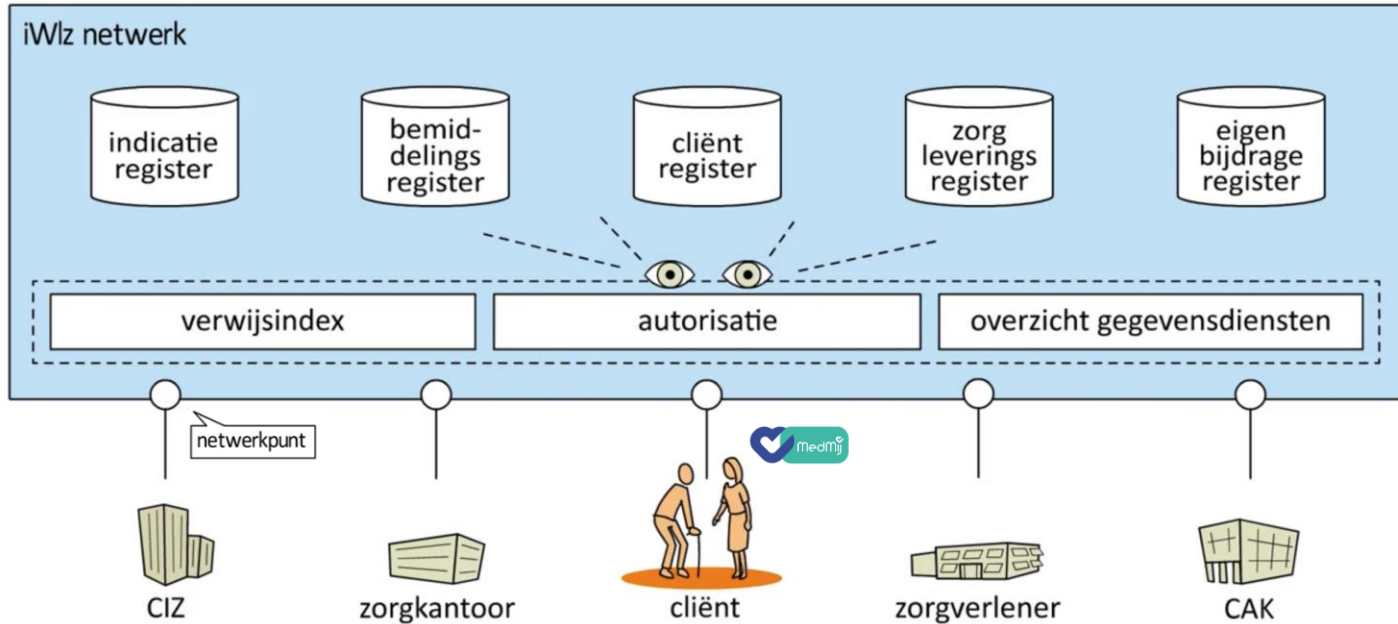 iWlz netwerk
indicatie
register
bemid-
delings
register
cliënt
register
zorg
leverings
register
eigen
bijdrage
register
verwijsindex
autorisatie
overzicht gegevensdiensten
netwerkpunt
MedMij
CIZ
zorgkantoor
cliënt
zorgverlener
CAK